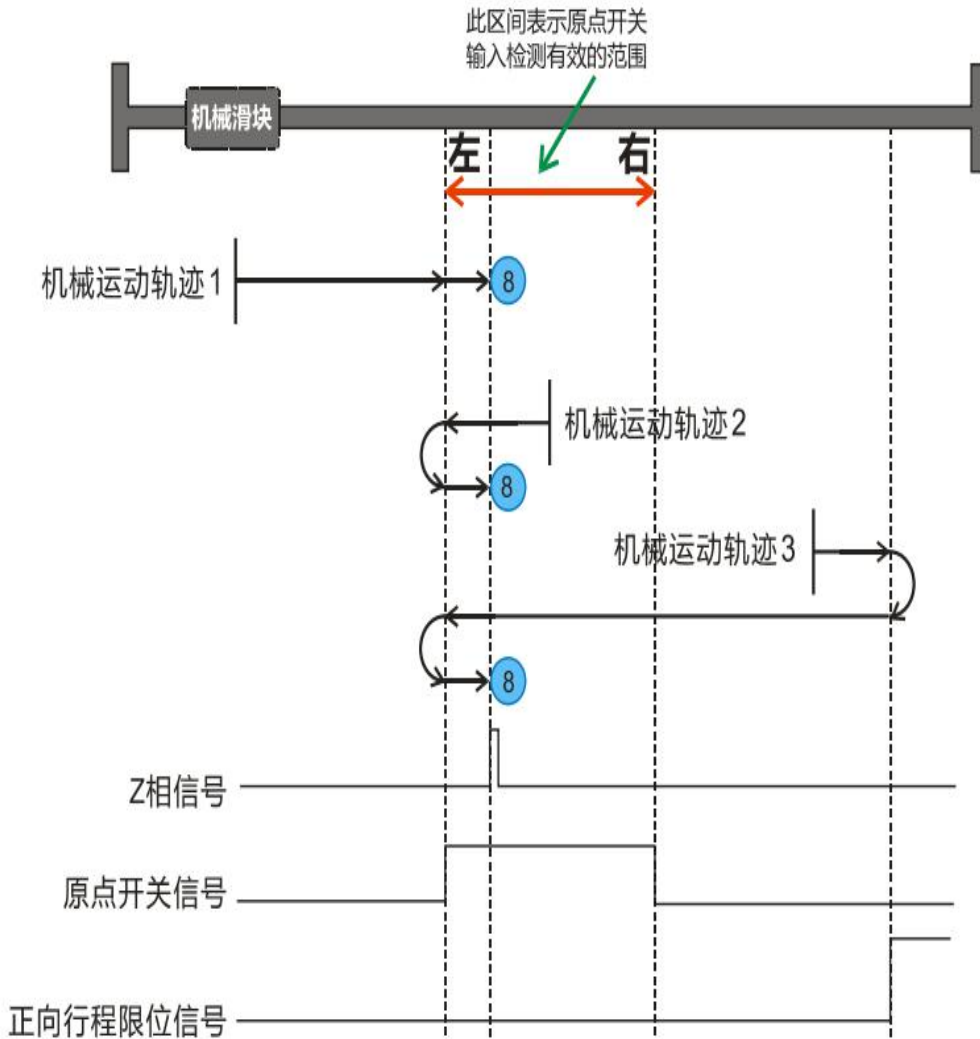 此区间表示原点开关
输入检测有效的范围
机械滑块
左
右
机械运动轨迹1
8
机械运动轨迹2
8
机械运动轨迹3
8
Z相信号
原点开关信号
正向行程限位信号